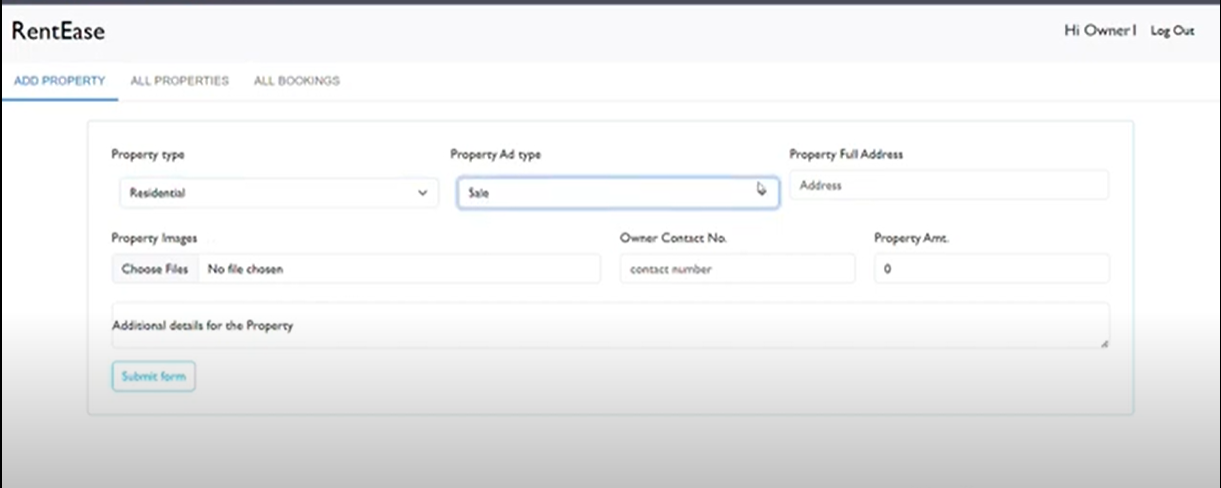 RentEase
Hi Owner1 Log Out
ADD PROPERTY ALL PROPERTIES ALL BOOKINGS
Property type Property Ad type Property Full Address
Residential Sale Address
Property Images Owner Contact No. Property Amt.
Choose Files No file chosen contact number 0
Additional details for the Property
Submit form